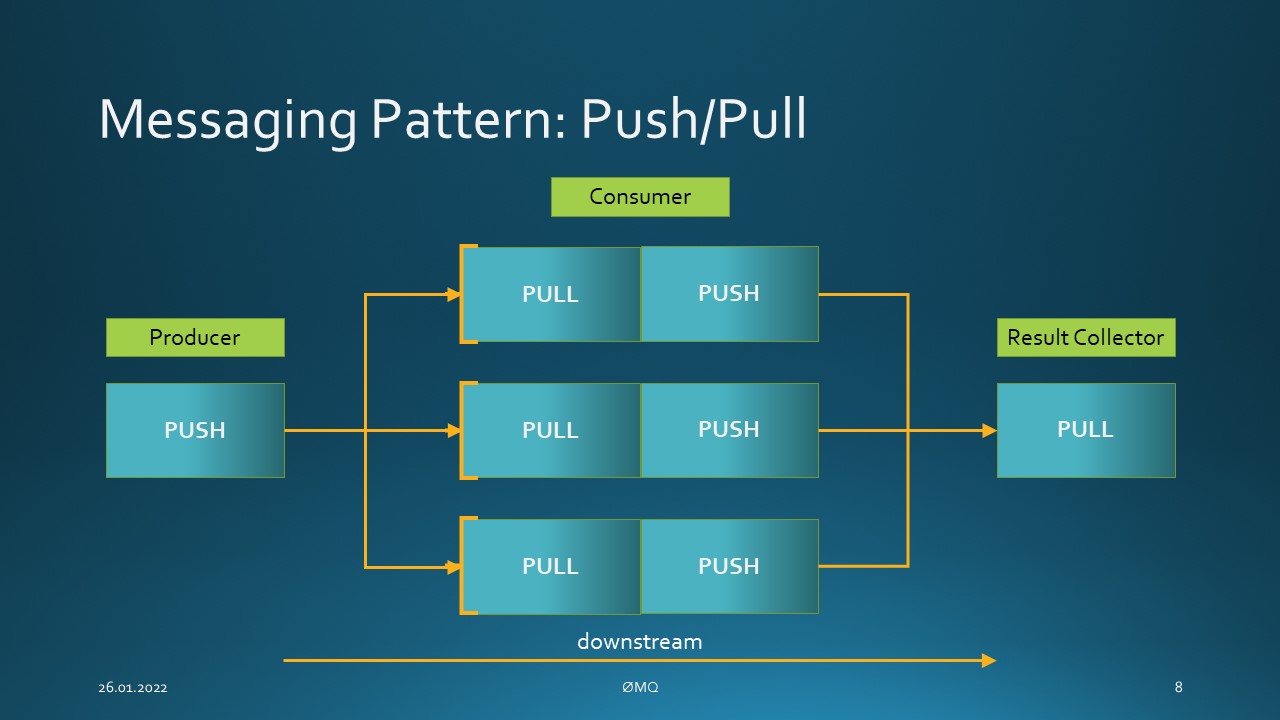 Messaging Pattern: Push/Pull
Consumer
PULL PUSH
Producer
Result Collector
PUSH
PULL PUSH
PULL
PULL PUSH
downstream
26.01.2022
ØMQ
8